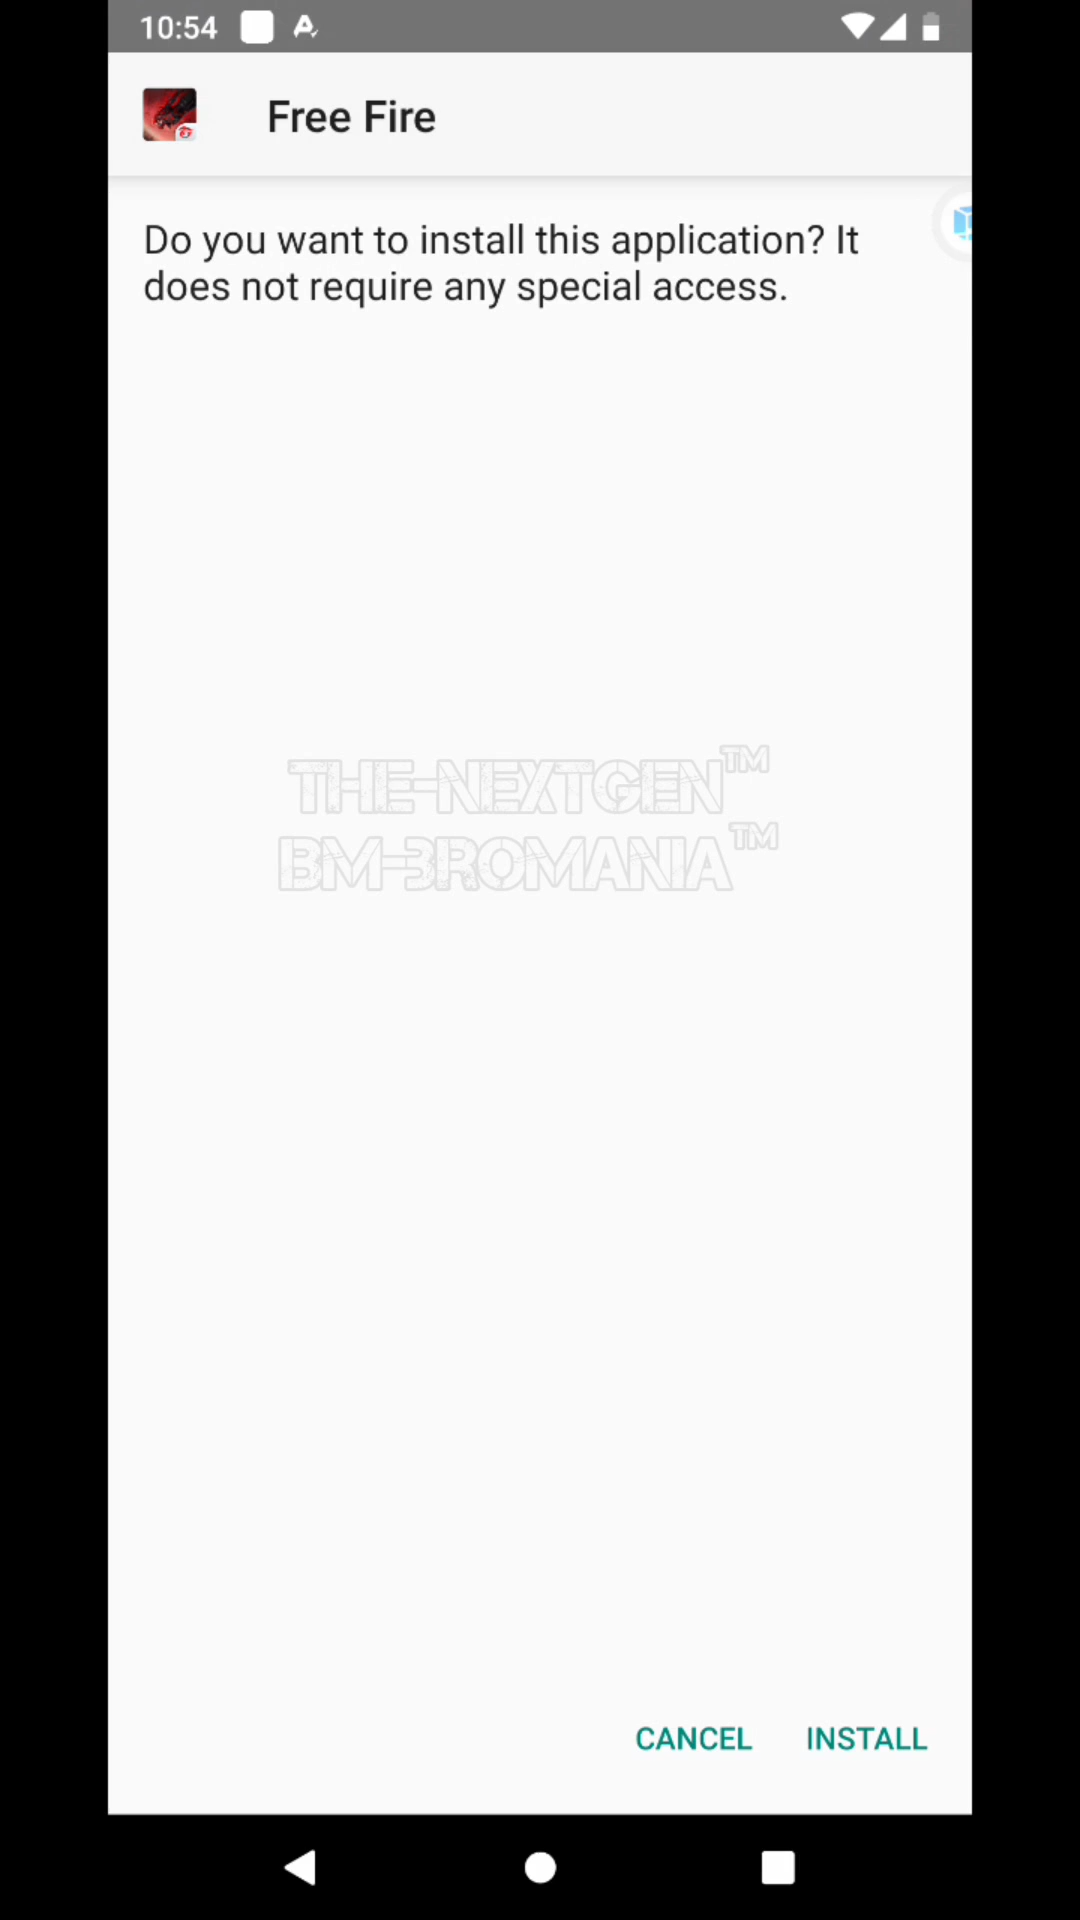 10:54
Free Fire
Do you want to install this application? It
does not require any special access.
THE-NEXTGEN™
BM-3ROMANIA™
CANCEL INSTALL